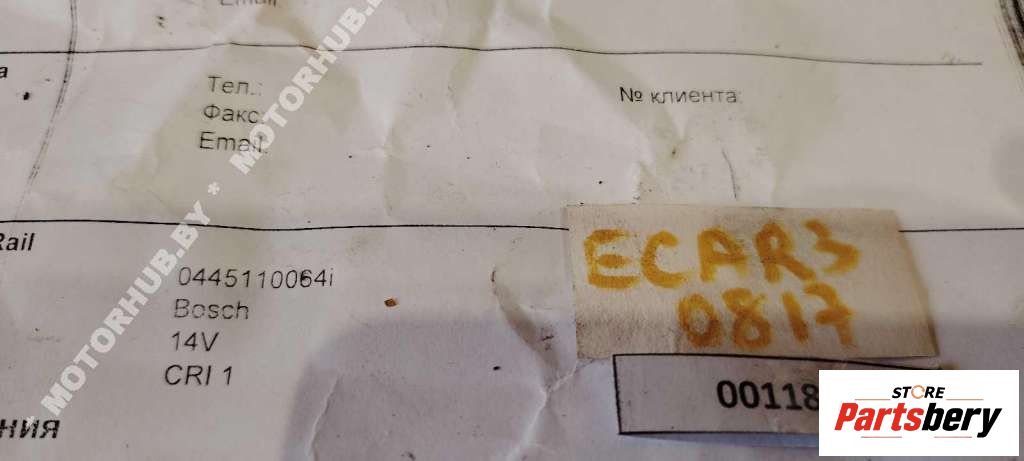 Email
а
Тел.:
Факс:
Email:
№ клиента:
* MOTORHUB.BY * MOTORHUB.BY
Rail
0445110064i
Bosch
14V
CRI 1
ния
ECAR3
0817
00118
STORE
Partsbery